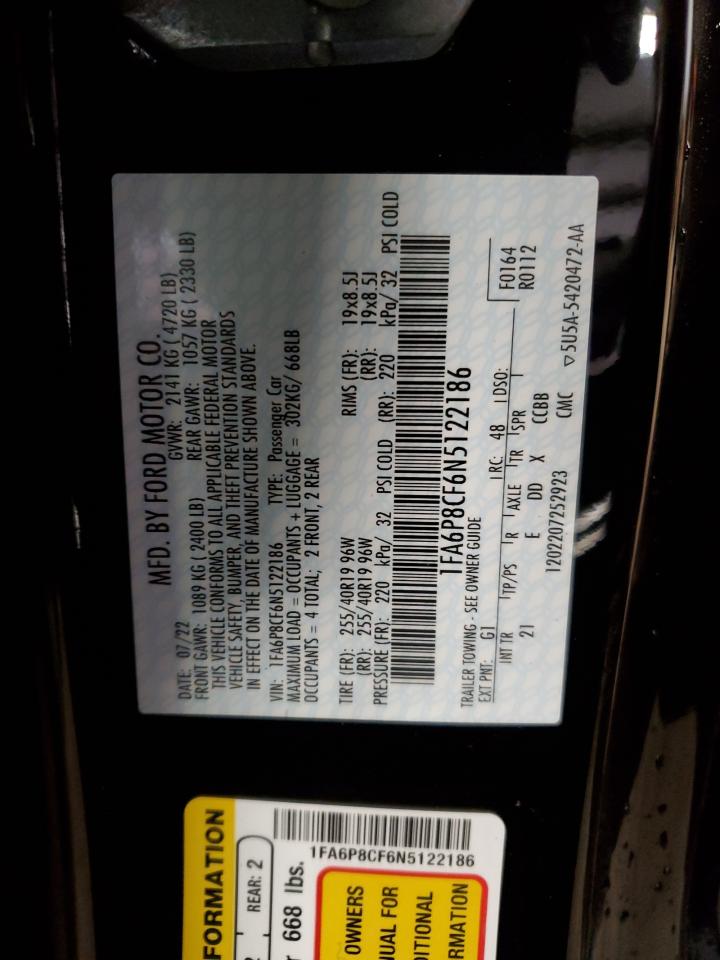 MFD. BY FORD MOTOR CO.
DATE: 07/22 GVWR: 2141 KG ( 4720 LB)
FRONT GAWR: 1089 KG ( 2400 LB) REAR GAWR: 1057 KG ( 2330 LB)
THIS VEHICLE CONFORMS TO ALL APPLICABLE FEDERAL MOTOR
VEHICLE SAFETY, BUMPER, AND THEFT PREVENTION STANDARDS
IN EFFECT ON THE DATE OF MANUFACTURE SHOWN ABOVE.
VIN: 1FA6P8CF6N5122186 TYPE: Passenger Car
MAXIMUM LOAD = OCCUPANTS + LUGGAGE = 302KG/ 668LB
OCCUPANTS = 4 TOTAL; 2 FRONT, 2 REAR
TIRE (FR): 255/40R19 96W RIMS (FR): 19x8.5J
(RR): 255/40R19 96W (RR): 19x8.5J
PRESSURE (FR): 220 kPa/ 32 PSI COLD (RR): 220 kPa/ 32 PSI COLD
1FA6P8CF6N5122186
TRAILER TOWING - SEE OWNER GUIDE F0164
EXT PNT: G1 RC: 48 DSO: R0112
INT TR TP/PS R AXLE TR SPR
21 E DD X CCBB
1202207252923 CMC ▽5U5A-5420472-AA
FORMATION
REAR: 2
2
r 668 lbs.
1FA6P8CF6N5122186
OWNERS
NUAL FOR
DITIONAL
RMATION